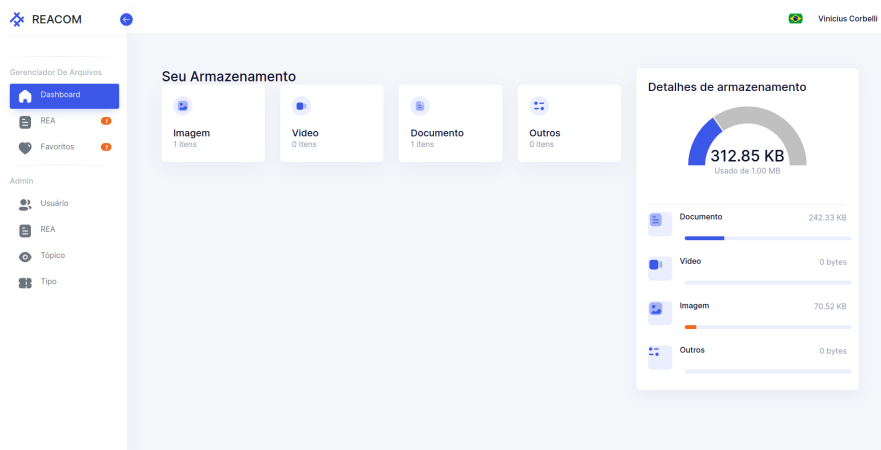 REACOM
Vinicius Corbelli
Gerenciador De Arquivos
Dashboard
REA
Favoritos
Admin
Usuário
REA
Tópico
Tipo
Seu Armazenamento
Imagem
1 itens
Video
0 itens
Documento
1 itens
Outros
0 itens
Detalhes de armazenamento
312.85 KB
Usado de 1.00 MB
Documento
242.33 KB
Video
0 bytes
Imagem
70.52 KB
Outros
0 bytes